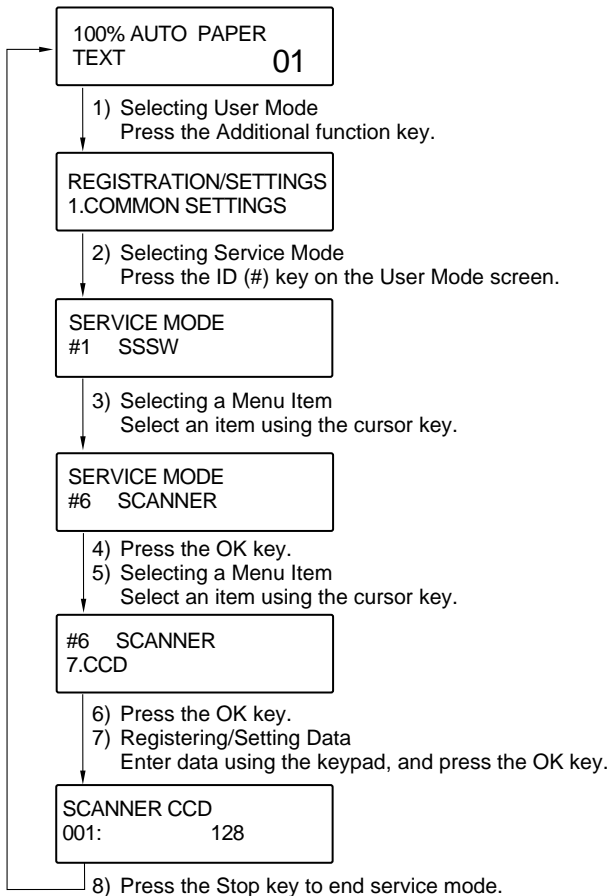 100% AUTO PAPER
TEXT 01
1) Selecting User Mode
Press the Additional function key.
REGISTRATION/SETTINGS
1.COMMON SETTINGS
2) Selecting Service Mode
Press the ID (#) key on the User Mode screen.
SERVICE MODE
#1 SSSW
3) Selecting a Menu Item
Select an item using the cursor key.
SERVICE MODE
#6 SCANNER
4) Press the OK key.
5) Selecting a Menu Item
Select an item using the cursor key.
#6 SCANNER
7.CCD
6) Press the OK key.
7) Registering/Setting Data
Enter data using the keypad, and press the OK key.
SCANNER CCD
001: 128
8) Press the Stop key to end service mode.